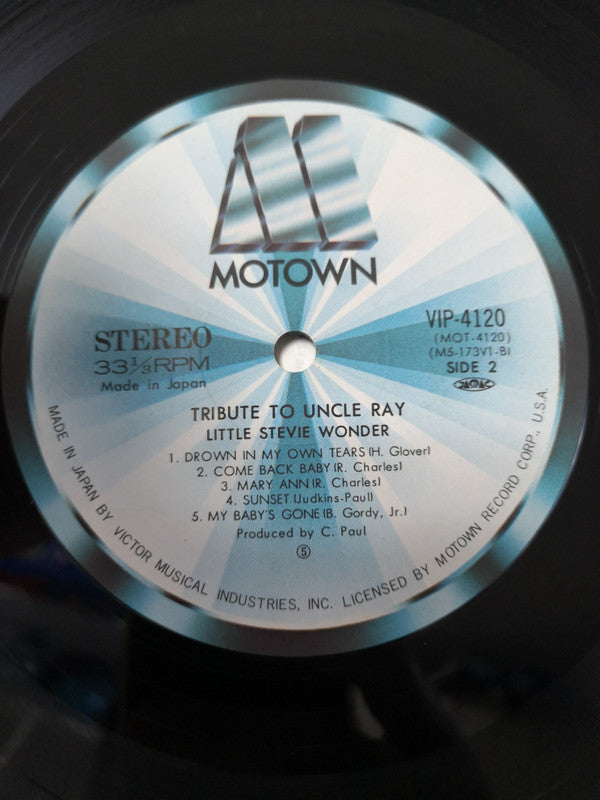 MOTOWN
STEREO
33⅓RPM
Made in Japan
VIP-4120
(MOT-4120)
(M5-173V1-B)
SIDE 2
JASRAC
TRIBUTE TO UNCLE RAY
LITTLE STEVIE WONDER
1. DROWN IN MY OWN TEARS(H. Glover)
2. COME BACK BABY(R. Charles)
3. MARY ANN(R. Charles)
4. SUNSET(Judkins-Paul)
5. MY BABY'S GONE(B. Gordy, Jr.)
Produced by C. Paul
⑤
MADE IN JAPAN BY VICTOR MUSICAL INDUSTRIES, INC. LICENSED BY MOTOWN RECORD CORP., U.S.A.